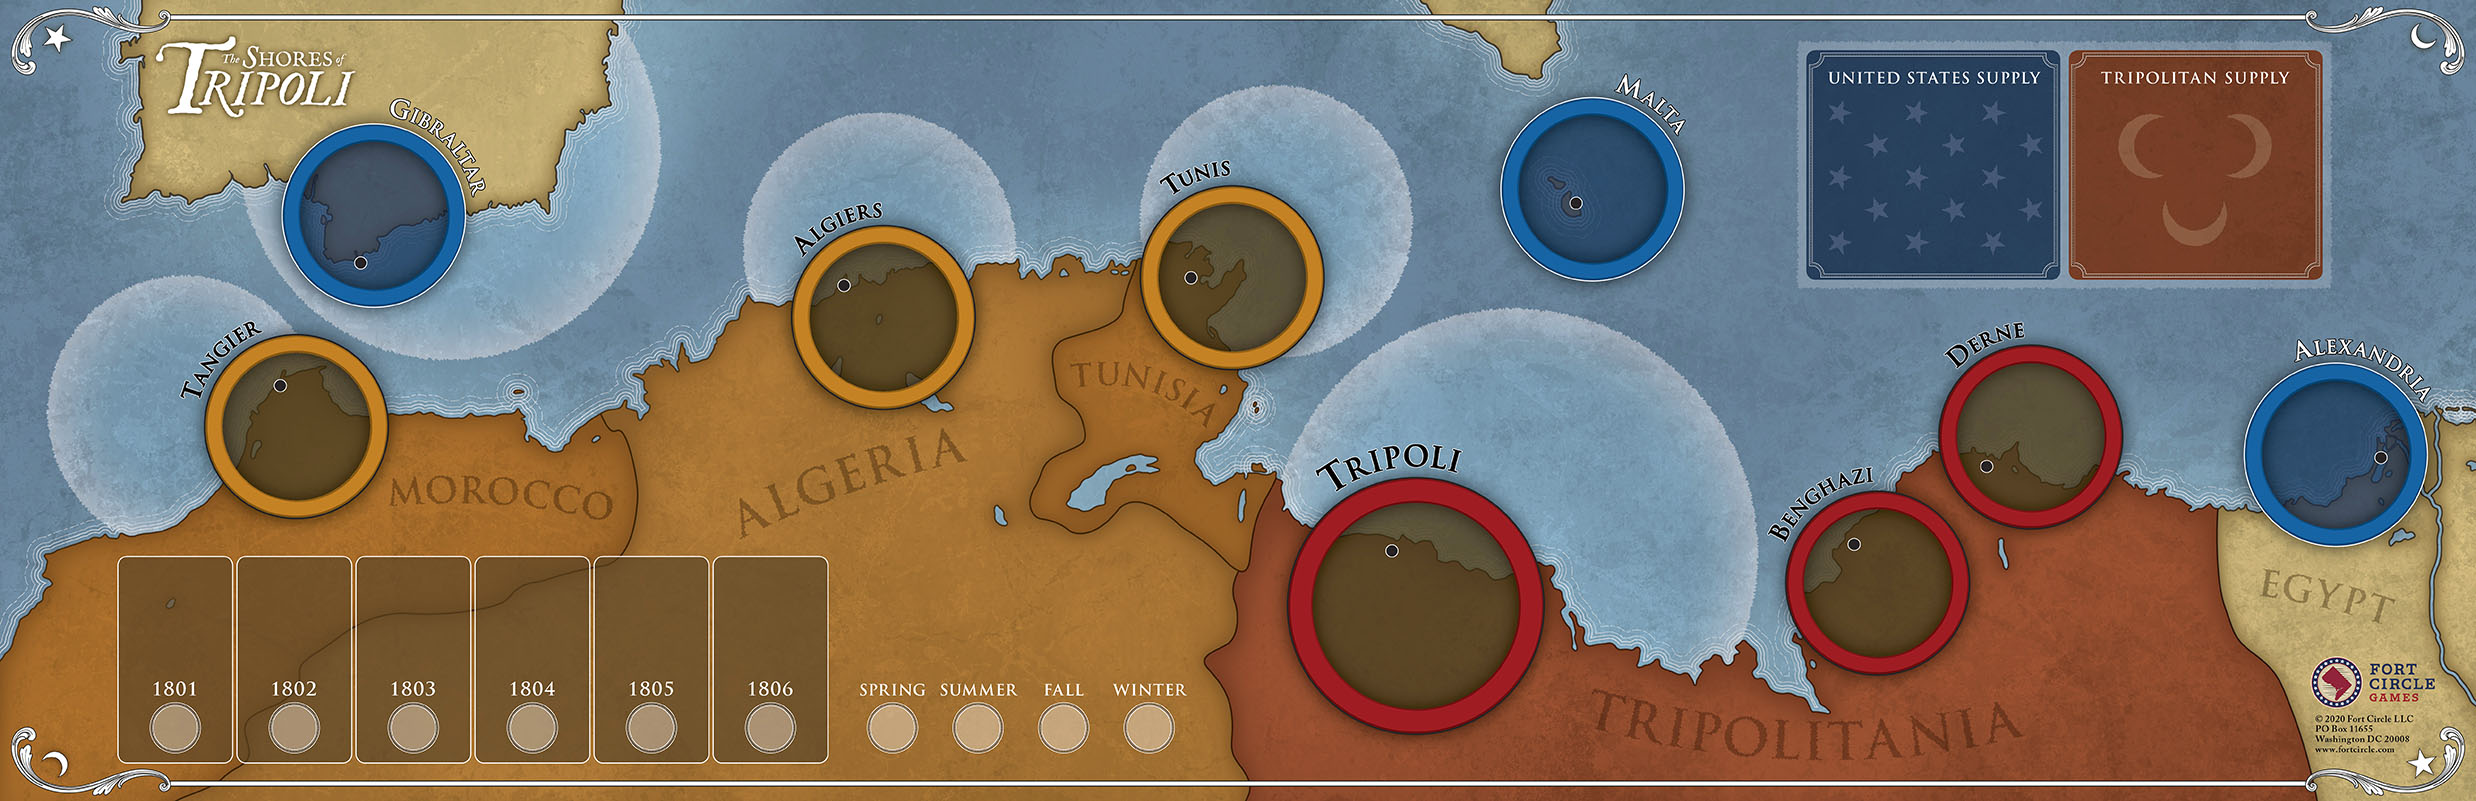 The SHORES of
TRIPOLI
GIBRALTAR
TANGIER
ALGIERS
TUNIS
MALTA
UNITED STATES SUPPLY
TRIPOLITAN SUPPLY
MOROCCO
ALGERIA
TUNISIA
TRIPOLI
BENGHAZI
DERNE
ALEXANDRIA
EGYPT
TRIPOLITANIA
1801
1802
1803
1804
1805
1806
SPRING
SUMMER
FALL
WINTER
FORT
CIRCLE
GAMES
© 2020 Fort Circle LLC
PO Box 11655
Washington DC 20008
www.fortcircle.com